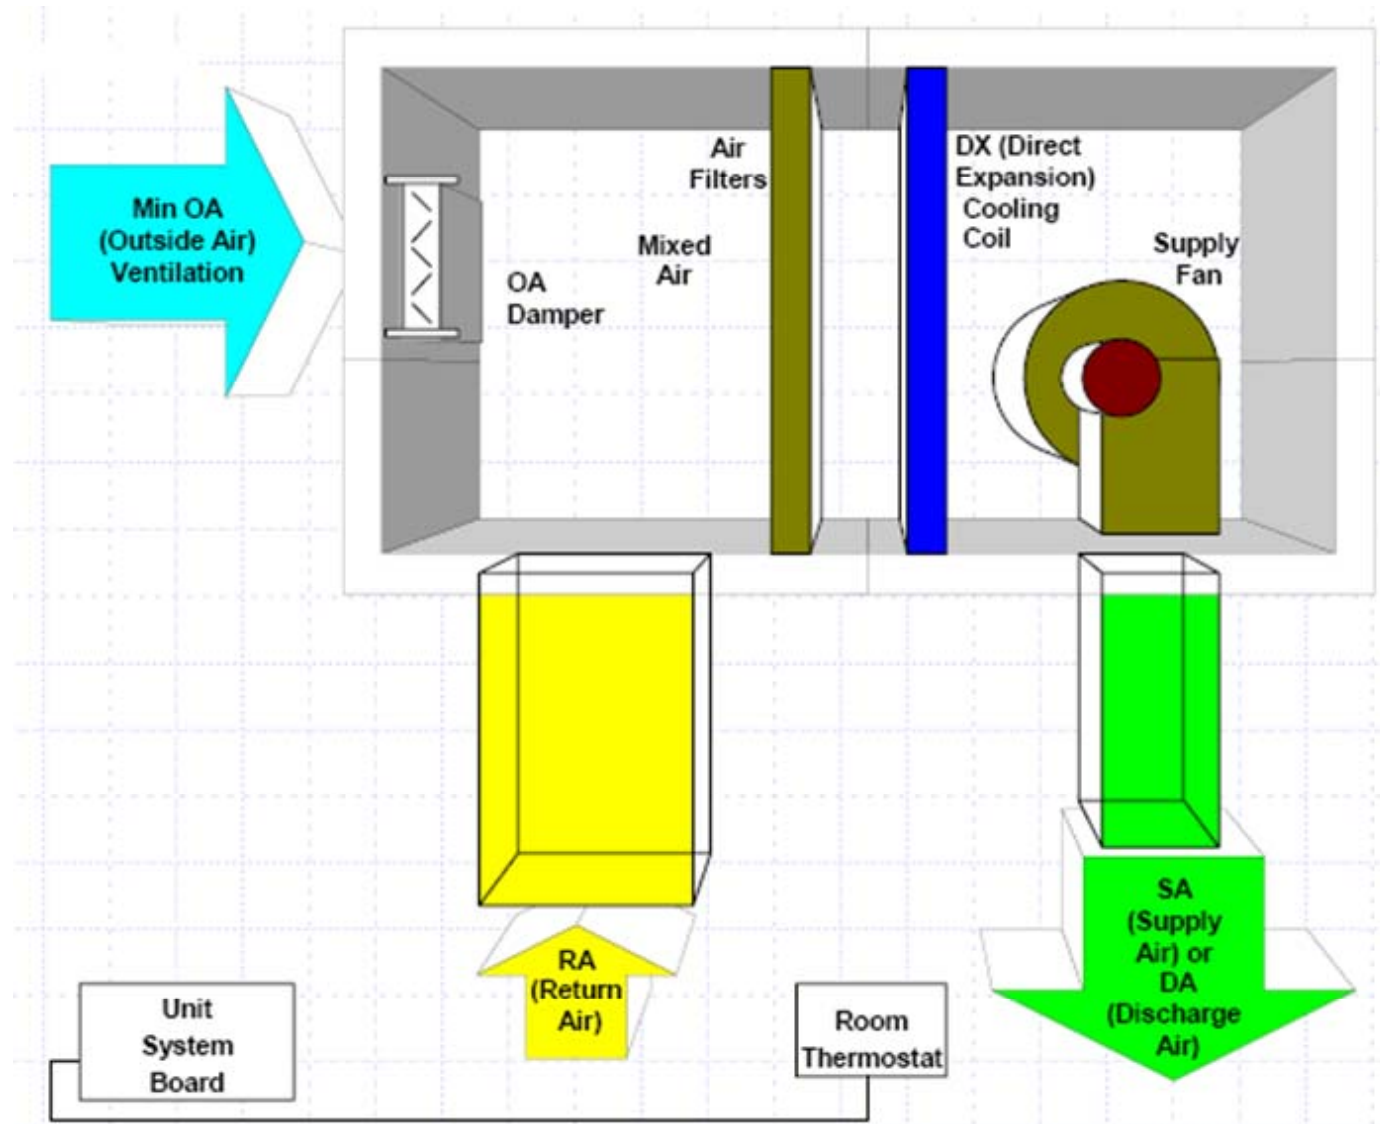 Min OA
(Outside Air)
Ventilation
OA
Damper
Mixed
Air
Air
Filters
DX (Direct
Expansion)
Cooling
Coil
Supply
Fan
RA
(Return
Air)
SA
(Supply
Air) or
DA
(Discharge
Air)
Unit
System
Board
Room
Thermostat